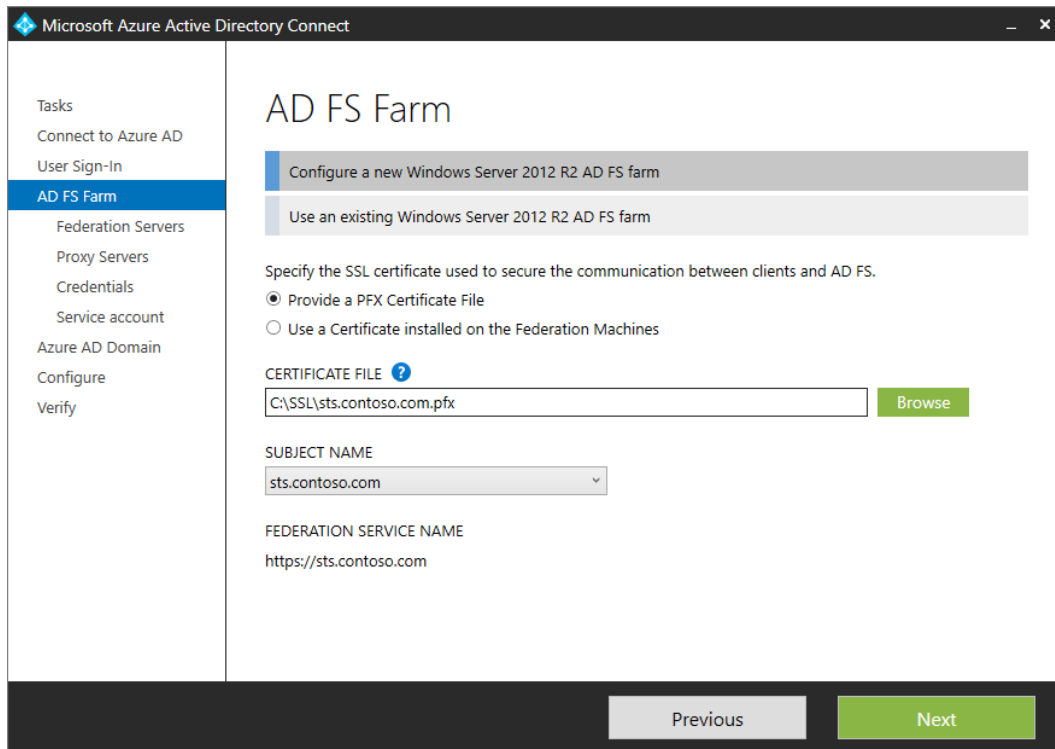 Microsoft Azure Active Directory Connect
Tasks
Connect to Azure AD
User Sign-In
AD FS Farm
Federation Servers
Proxy Servers
Credentials
Service account
Azure AD Domain
Configure
Verify
AD FS Farm
Configure a new Windows Server 2012 R2 AD FS farm
Use an existing Windows Server 2012 R2 AD FS farm
Specify the SSL certificate used to secure the communication between clients and AD FS.
Provide a PFX Certificate File
Use a Certificate installed on the Federation Machines
CERTIFICATE FILE ?
C:\SSL\sts.contoso.com.pfx Browse
SUBJECT NAME
sts.contoso.com
FEDERATION SERVICE NAME
https://sts.contoso.com
Previous Next